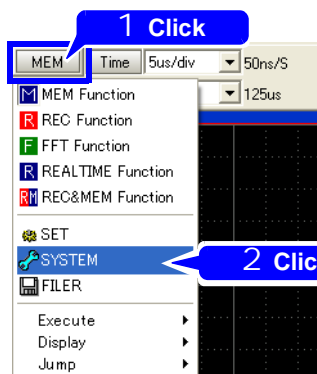 1 Click
MEM Time 5us/div 50ns/S
M MEM Function 125us
R REC Function
F FFT Function
R REALTIME Function
RM REC&MEM Function
SET
SYSTEM 2 Clic
FILER
Execute
Display
Jump